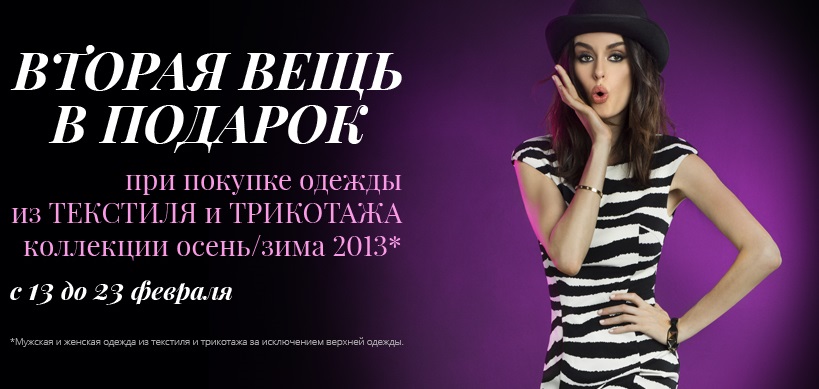 ВТОРАЯ ВЕЩЬ
В ПОДАРОК
при покупке одежды
из ТЕКСТИЛЯ и ТРИКОТАЖА
коллекции осень/зима 2013*
с 13 до 23 февраля
*Мужская и женская одежда из текстиля и трикотажа за исключением верхней одежды.